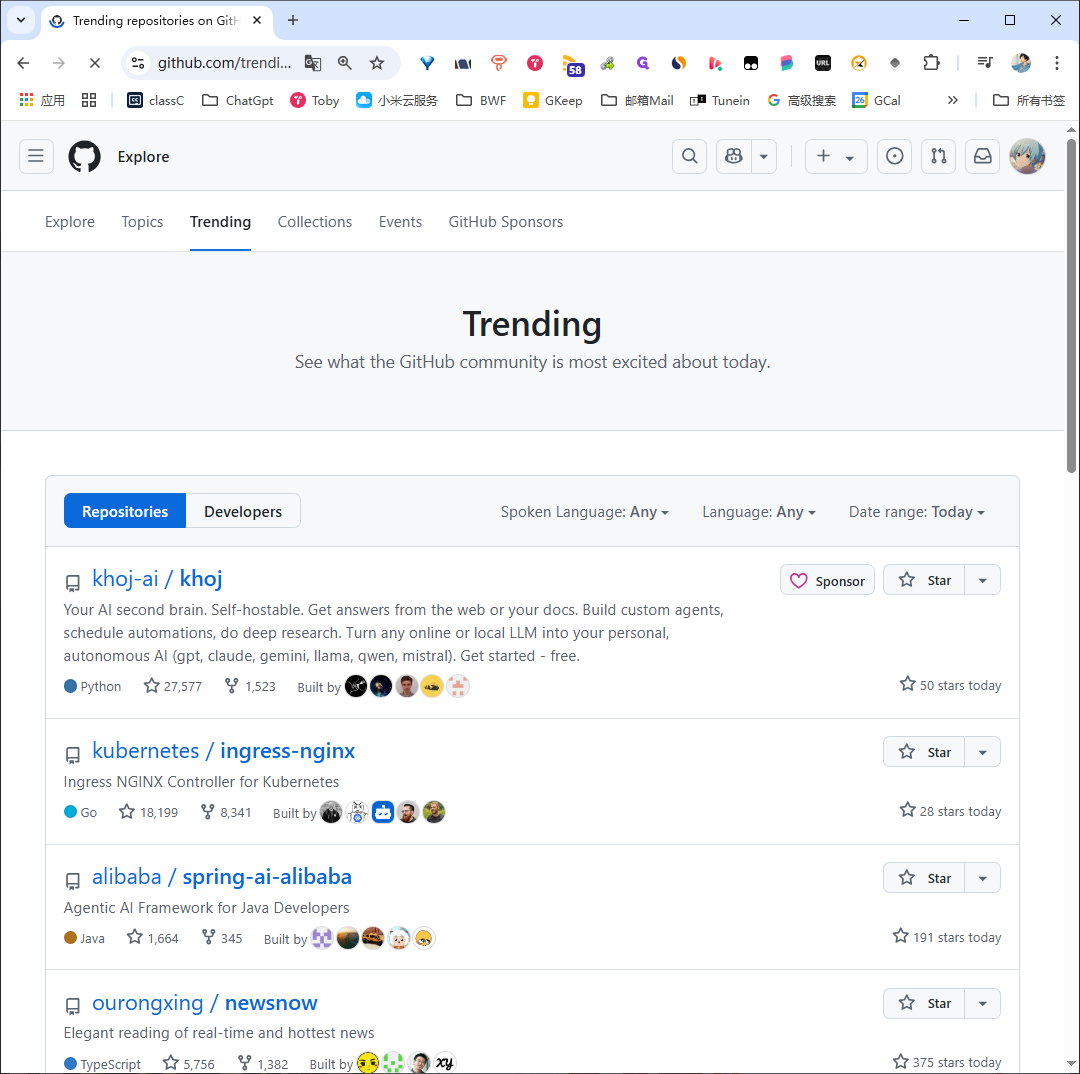 Trending repositories on GitH
github.com/trendi...
58
URL
应用
classC
ChatGpt
Toby
小米云服务
BWF
GKeep
邮箱Mail
Tunein
高级搜索
26
GCal
所有书签
Explore
Explore
Topics
Trending
Collections
Events
GitHub Sponsors
Trending
See what the GitHub community is most excited about today.
Repositories
Developers
Spoken Language: Any
Language: Any
Date range: Today
khoj-ai / khoj
Sponsor
Star
Your AI second brain. Self-hostable. Get answers from the web or your docs. Build custom agents,
schedule automations, do deep research. Turn any online or local LLM into your personal,
autonomous AI (gpt, claude, gemini, llama, qwen, mistral). Get started - free.
Python 27,577 1,523 Built by 50 stars today
kubernetes / ingress-nginx
Star
Ingress NGINX Controller for Kubernetes
Go 18,199 8,341 Built by 28 stars today
alibaba / spring-ai-alibaba
Star
Agentic AI Framework for Java Developers
Java 1,664 345 Built by 191 stars today
ourongxing / newsnow
Star
Elegant reading of real-time and hottest news
TypeScript 5,756 1,382 Built by xy 375 stars today